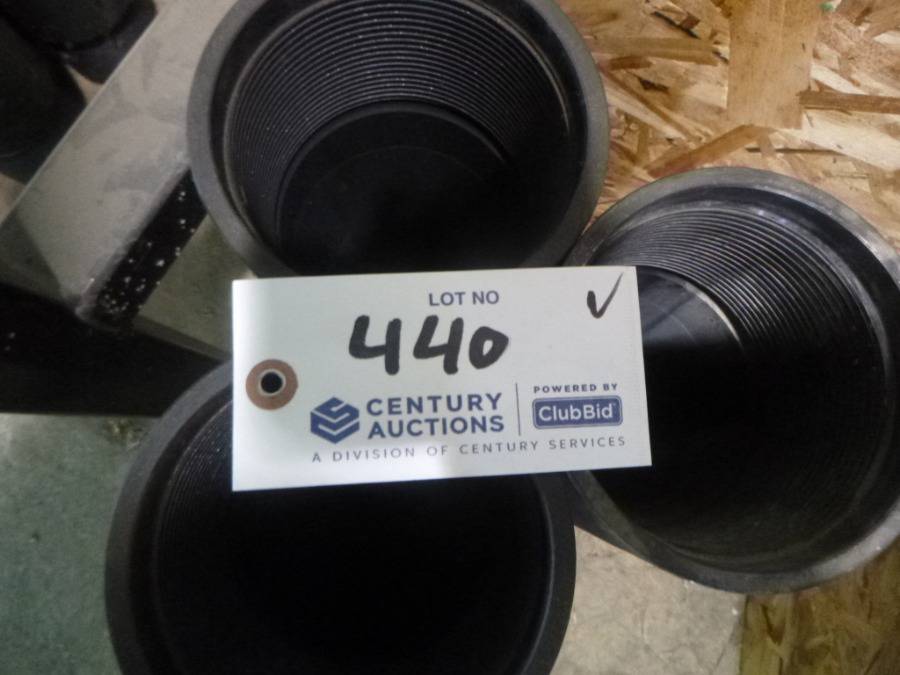 LOT NO
✓
440
CENTURY
AUCTIONS
POWERED BY
ClubBid
A DIVISION OF CENTURY SERVICES